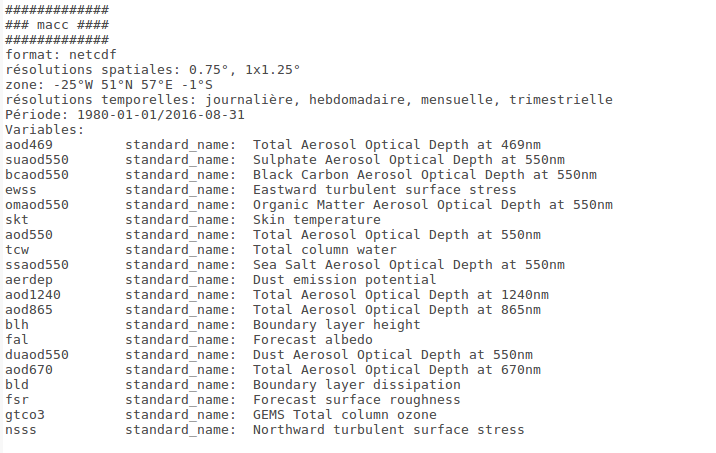 #############
### macc ####
#############
format: netcdf
résolutions spatiales: 0.75°, 1x1.25°
zone: -25°W 51°N 57°E -1°S
résolutions temporelles: journalière, hebdomadaire, mensuelle, trimestrielle
Période: 1980-01-01/2016-08-31
Variables:
aod469 standard_name: Total Aerosol Optical Depth at 469nm
suaod550 standard_name: Sulphate Aerosol Optical Depth at 550nm
bcaod550 standard_name: Black Carbon Aerosol Optical Depth at 550nm
ewss standard_name: Eastward turbulent surface stress
omaod550 standard_name: Organic Matter Aerosol Optical Depth at 550nm
skt standard_name: Skin temperature
aod550 standard_name: Total Aerosol Optical Depth at 550nm
tcw standard_name: Total column water
ssaod550 standard_name: Sea Salt Aerosol Optical Depth at 550nm
aerdep standard_name: Dust emission potential
aod1240 standard_name: Total Aerosol Optical Depth at 1240nm
aod865 standard_name: Total Aerosol Optical Depth at 865nm
blh standard_name: Boundary layer height
fal standard_name: Forecast albedo
duaod550 standard_name: Dust Aerosol Optical Depth at 550nm
aod670 standard_name: Total Aerosol Optical Depth at 670nm
bld standard_name: Boundary layer dissipation
fsr standard_name: Forecast surface roughness
gtco3 standard_name: GEMS Total column ozone
nsss standard_name: Northward turbulent surface stress